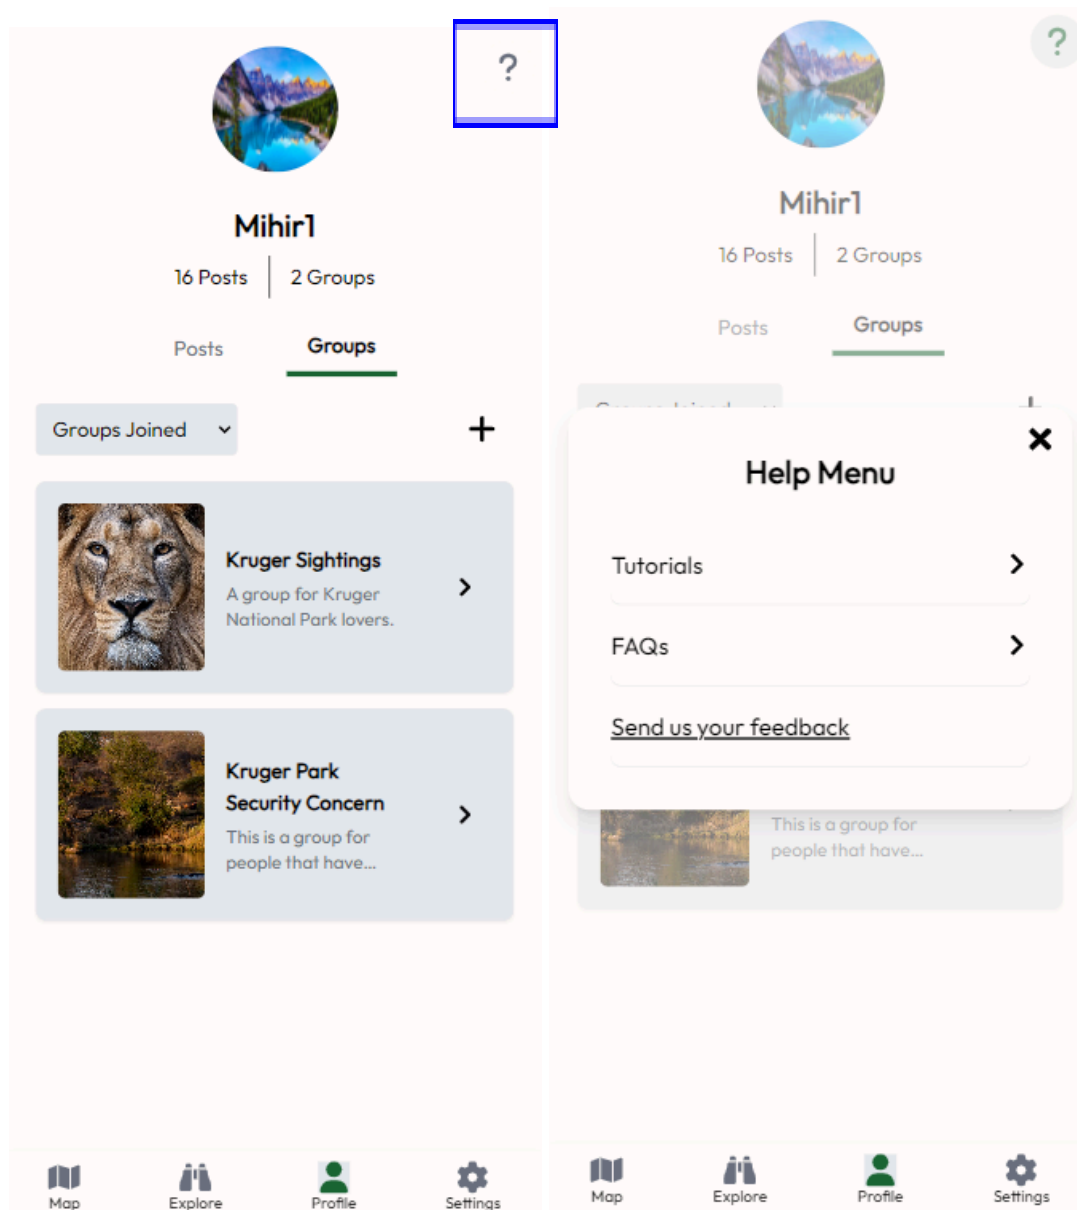 ?
Mihir1
16 Posts
2 Groups
Posts
Groups
Groups Joined
Kruger Sightings
A group for Kruger
National Park lovers.
Kruger Park
Security Concern
This is a group for
people that have...
Map
Explore
Profile
Settings
?
Mihir1
16 Posts
2 Groups
Posts
Groups
Help Menu
Tutorials
FAQs
Send us your feedback
This is a group for
people that have...
Map
Explore
Profile
Settings